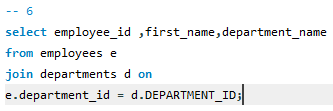 -- 6
select employee_id ,first_name,department_name
from employees e
join departments d on
e.department_id = d.DEPARTMENT_ID;